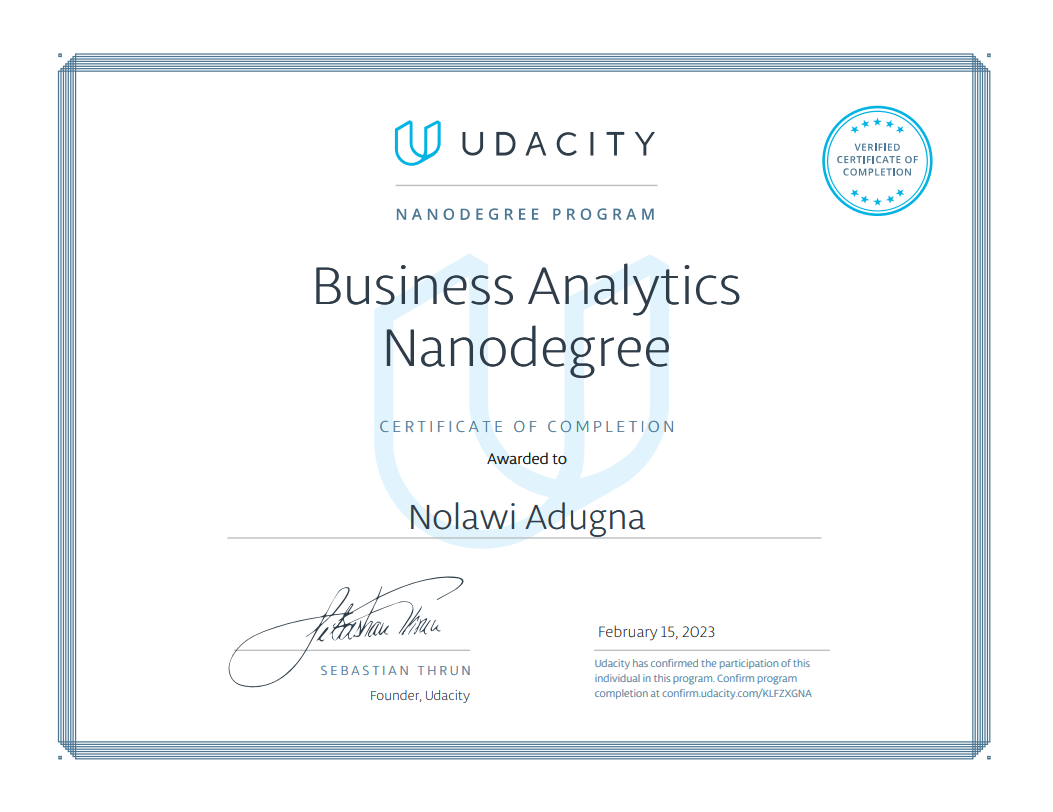 UDACITY
VERIFIED
CERTIFICATE OF
COMPLETION
NANODEGREE PROGRAM
Business Analytics
Nanodegree
CERTIFICATE OF COMPLETION
Awarded to
Nolawi Adugna
Sebastian Thrun
SEBASTIAN THRUN
Founder, Udacity
February 15, 2023
Udacity has confirmed the participation of this
individual in this program. Confirm program
completion at confirm.udacity.com/KLFZXGNA